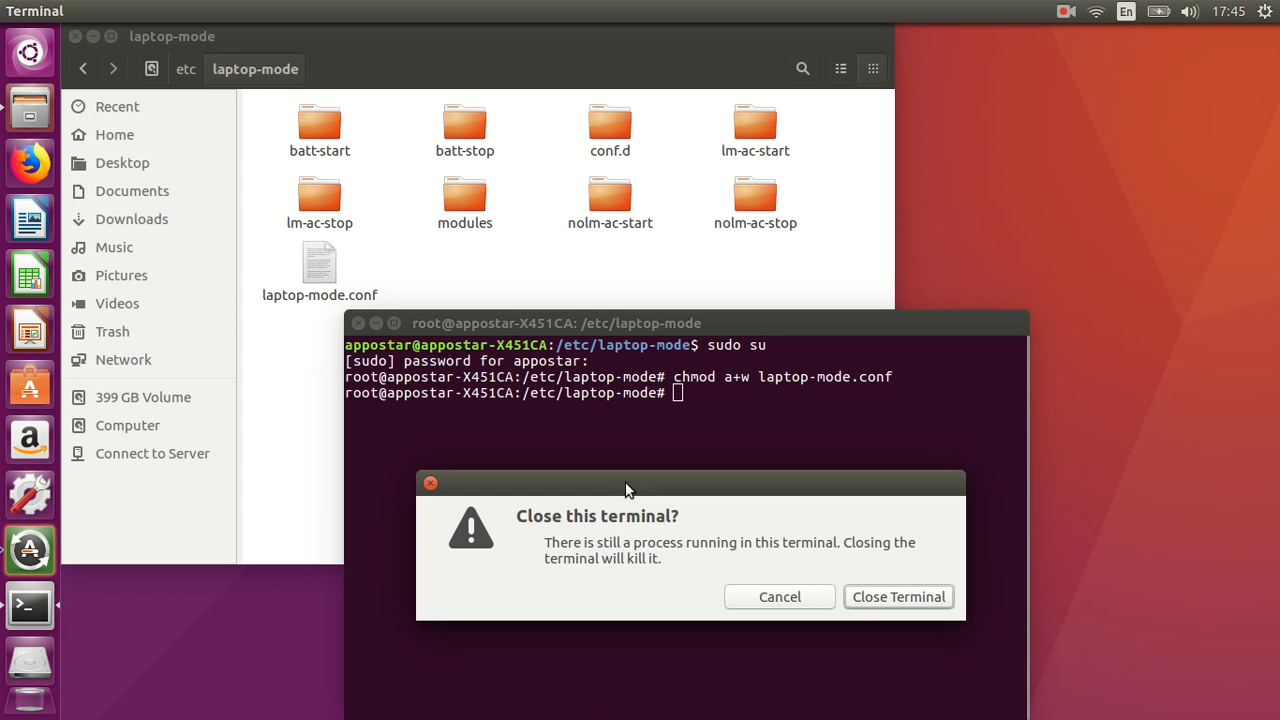 Terminal
En
17:45
laptop-mode
etc
laptop-mode
Recent
Home
Desktop
Documents
Downloads
Music
Pictures
Videos
Trash
Network
399 GB Volume
Computer
Connect to Server
batt-start
batt-stop
conf.d
lm-ac-start
lm-ac-stop
modules
nolm-ac-start
nolm-ac-stop
laptop-mode.conf
root@appostar-X451CA: /etc/laptop-mode
appostar@appostar-X451CA:/etc/laptop-mode$ sudo su
[sudo] password for appostar:
root@appostar-X451CA:/etc/laptop-mode# chmod a+w laptop-mode.conf
root@appostar-X451CA:/etc/laptop-mode#
Close this terminal?
There is still a process running in this terminal. Closing the
terminal will kill it.
Cancel
Close Terminal